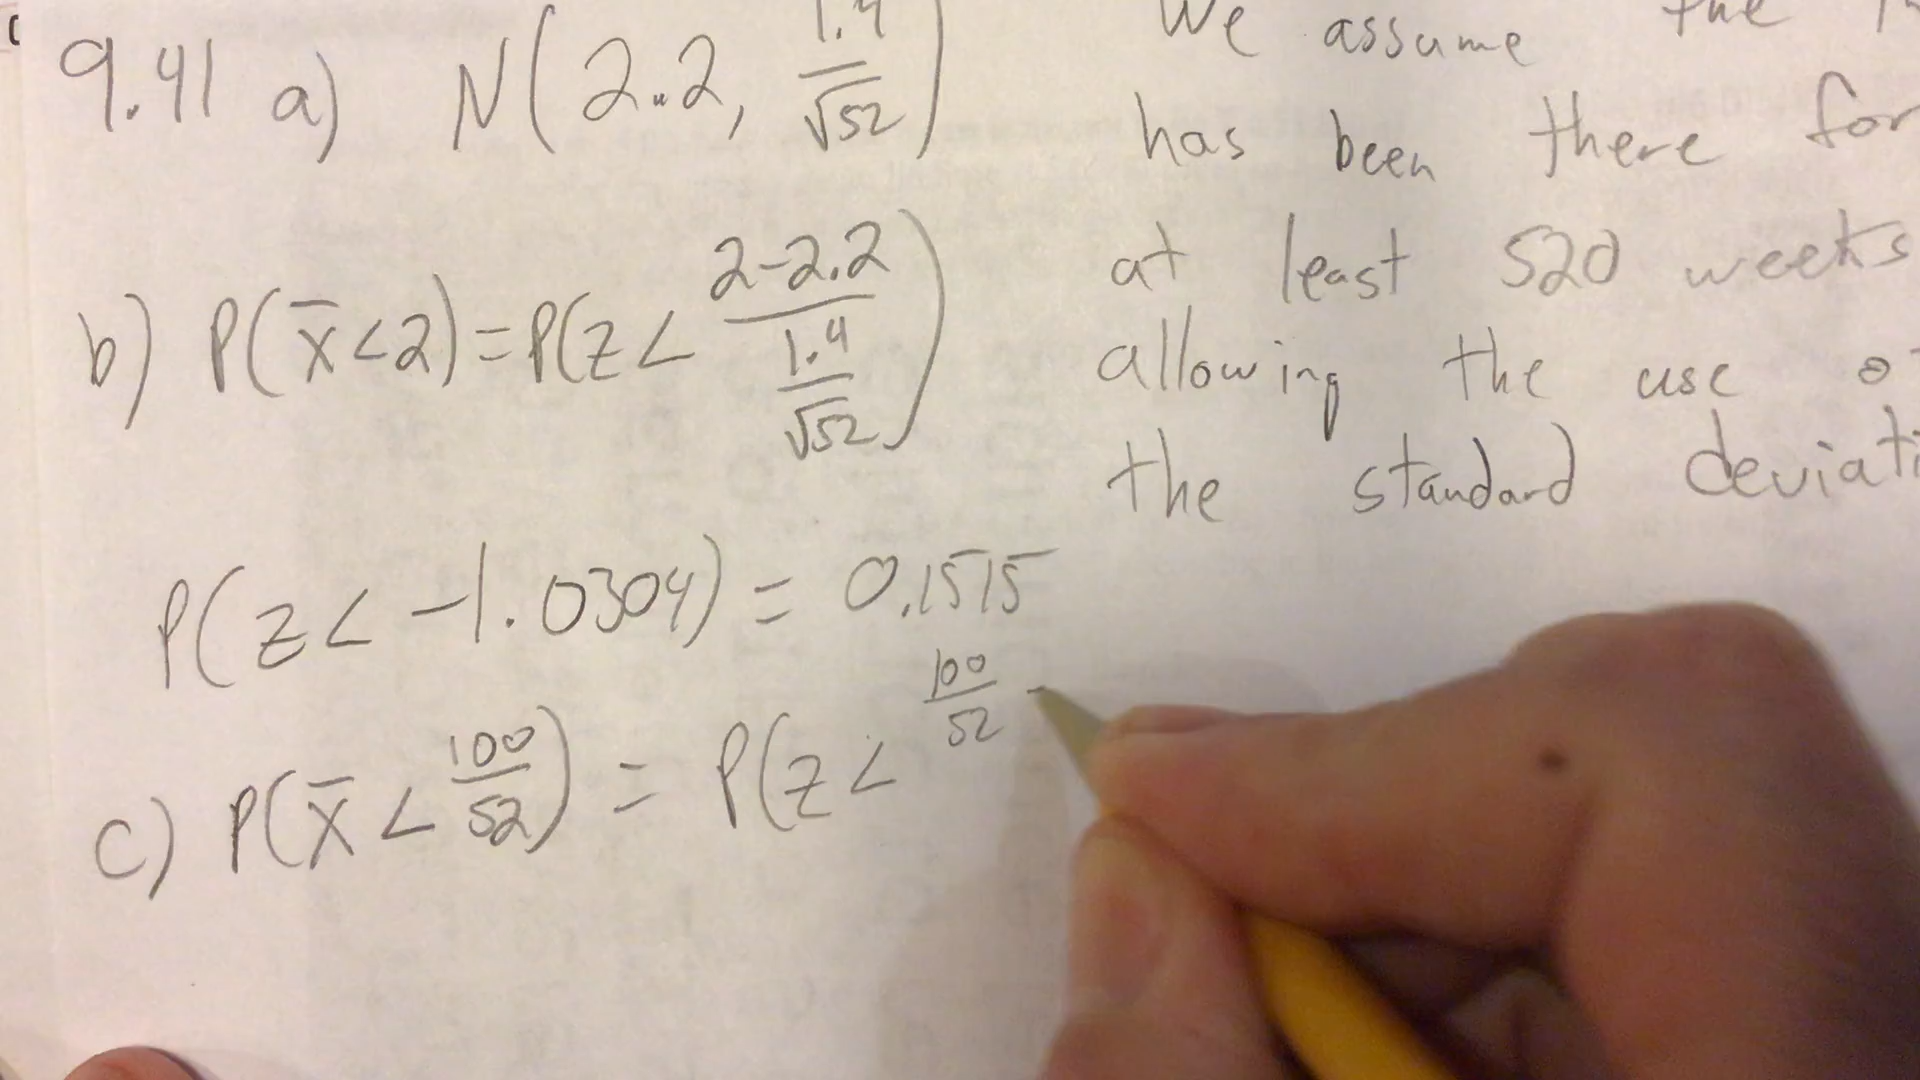 9.41 a) N(2.2, 1.4/√52)
b) P(x̄<2)=P(z< (2-2.2)/(1.4/√52))
P(z< -1.0304) = 0.1515
c) P(x̄ < 100/52) = P(z< 100/52 -
We assume the
has been there for
at least 520 weeks
allowing the use
the standard deviati